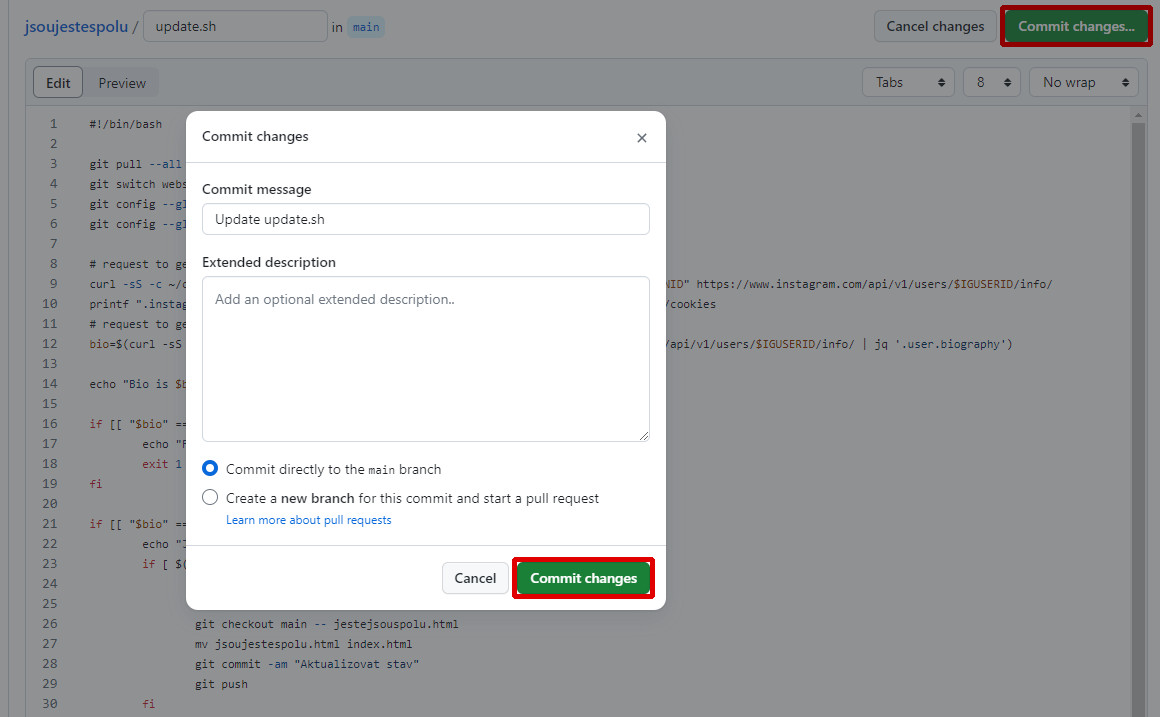 jsoujestespolu / update.sh in main Cancel changes Commit changes...
Edit Preview Tabs 8 No wrap
1 #!/bin/bash
2
3 git pull --all
4 git switch webs
5 git config --gl
6 git config --gl
7
8 # request to ge
9 curl -sS -c ~/c NID" https://www.instagram.com/api/v1/users/$IGUSERID/info/
10 printf ".instag /cookies
11 # request to ge
12 bio=$(curl -sS /api/v1/users/$IGUSERID/info/ | jq '.user.biography')
13
14 echo "Bio is $b
15
16 if [[ "$bio" ==
17 echo "F
18 exit 1
19 fi
20
21 if [[ "$bio" ==
22 echo "J
23 if [ $(
24
25
26 git checkout main -- jestejsouspolu.html
27 mv jsoujestespolu.html index.html
28 git commit -am "Aktualizovat stav"
29 git push
30 fi
Commit changes
Commit message
Update update.sh
Extended description
Add an optional extended description..
Commit directly to the main branch
Create a new branch for this commit and start a pull request
Learn more about pull requests
Cancel Commit changes